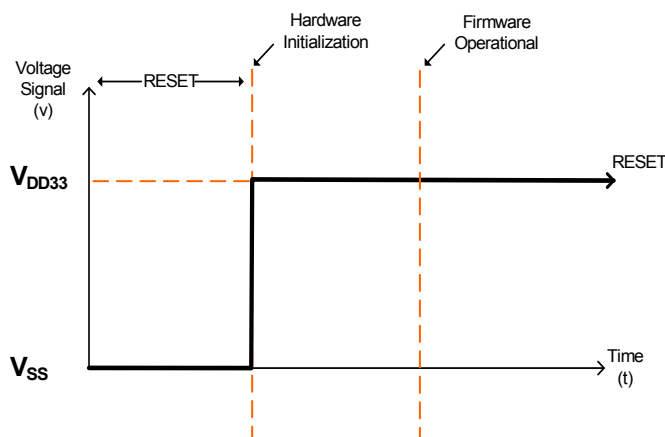 Hardware
Initialization
Firmware
Operational
Voltage
Signal
(v)
RESET
VDD33
RESET
VSS
Time
(t)